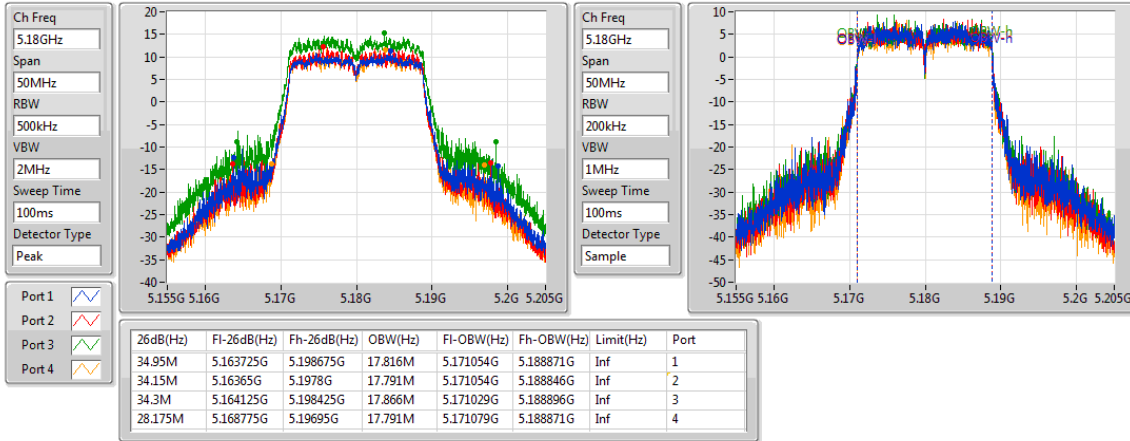 Ch Freq
5.18GHz
Span
50MHz
RBW
500kHz
VBW
2MHz
Sweep Time
100ms
Detector Type
Peak
20
15
10
5
0
-5
-10
-15
-20
-25
-30
-35
-40
5.155G 5.16G 5.17G 5.18G 5.19G 5.2G 5.205G
Ch Freq
5.18GHz
Span
50MHz
RBW
200kHz
VBW
1MHz
Sweep Time
100ms
Detector Type
Sample
10
5
0
-5
-10
-15
-20
-25
-30
-35
-40
-45
-50
5.155G 5.16G 5.17G 5.18G 5.19G 5.2G 5.205G
Port 1
Port 2
Port 3
Port 4
26dB(Hz) Fl-26dB(Hz) Fh-26dB(Hz) OBW(Hz) Fl-OBW(Hz) Fh-OBW(Hz) Limit(Hz) Port
34.95M 5.163725G 5.198675G 17.816M 5.171054G 5.188871G Inf 1
34.15M 5.16365G 5.1978G 17.791M 5.171054G 5.188846G Inf 2
34.3M 5.164125G 5.198425G 17.866M 5.171029G 5.188896G Inf 3
28.175M 5.168775G 5.19695G 17.791M 5.171079G 5.188871G Inf 4